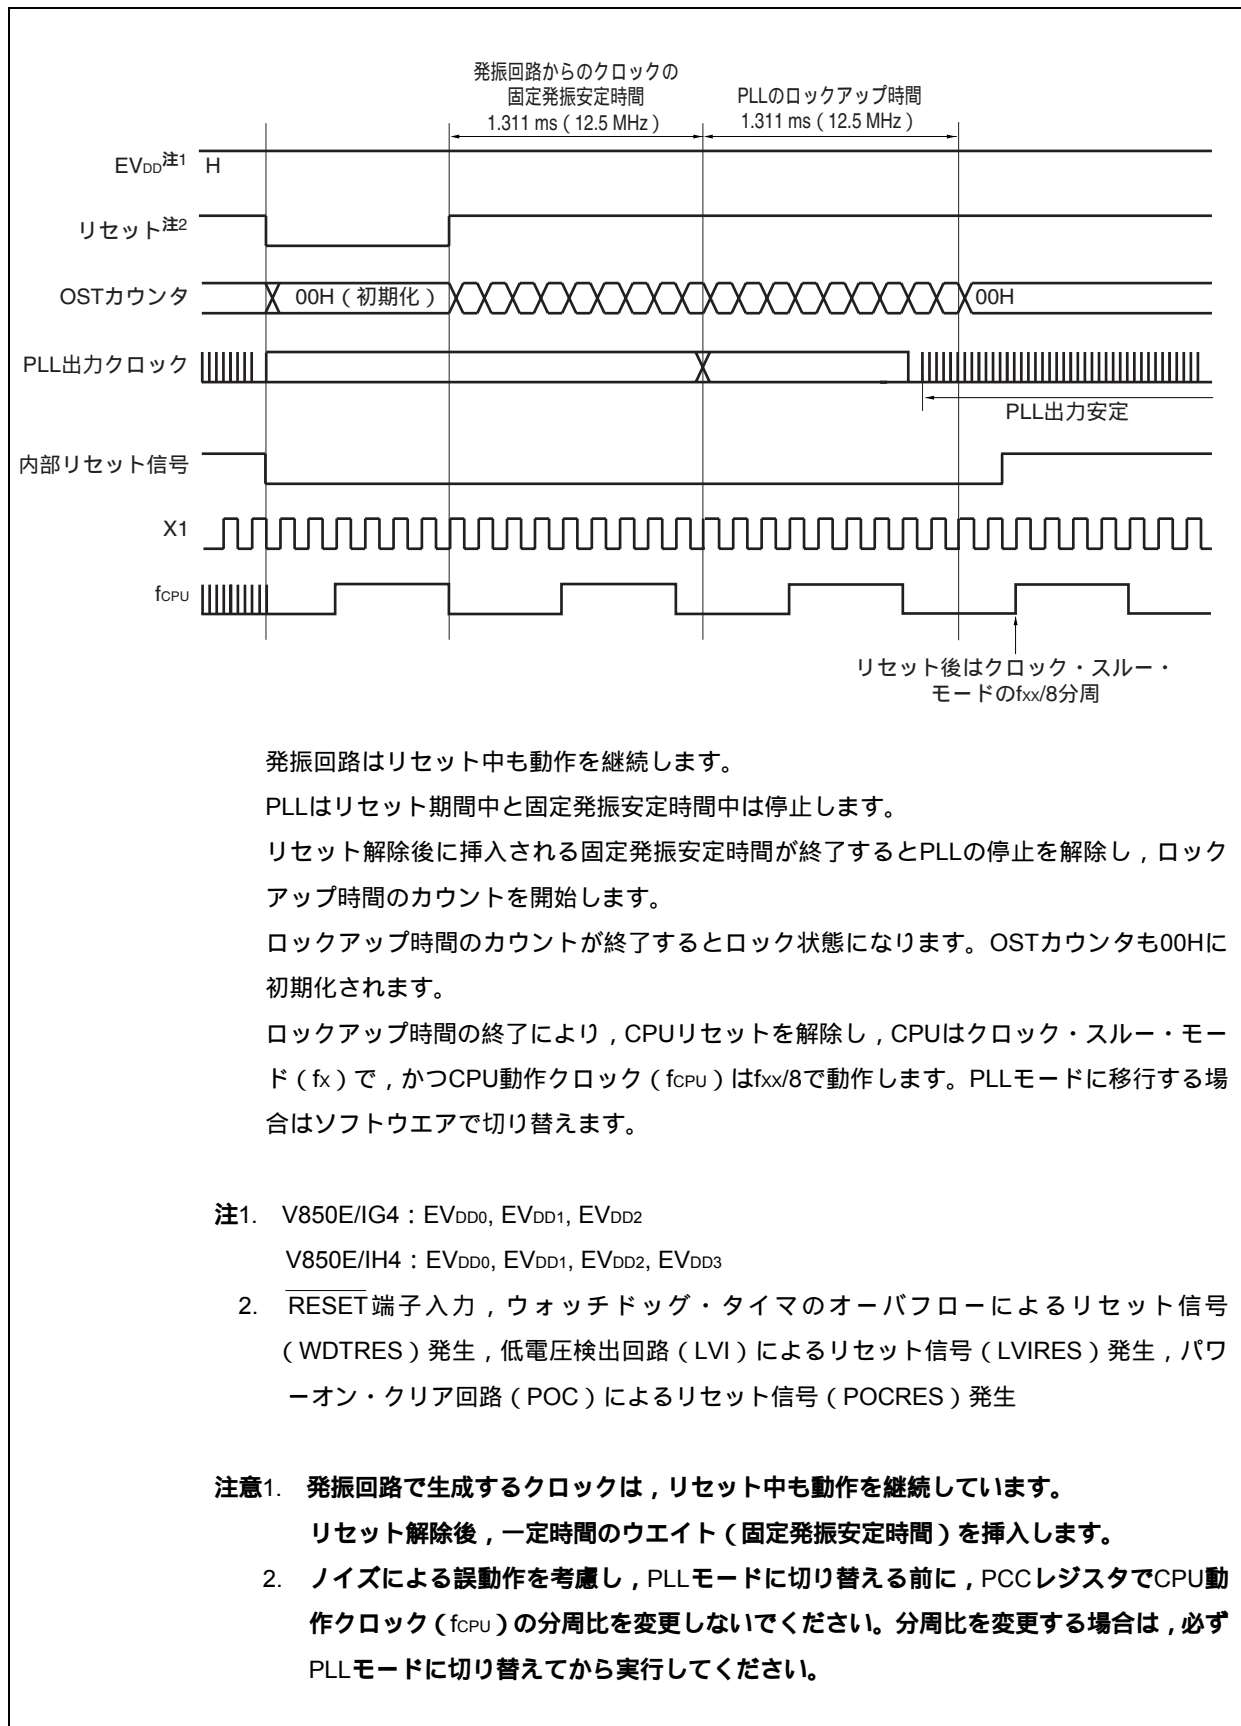 発振回路からのクロックの
固定発振安定時間
1.311 ms ( 12.5 MHz )
PLLのロックアップ時間
1.311 ms ( 12.5 MHz )
EVDD注1 H
リセット注2
OSTカウンタ 00H ( 初期化 ) 00H
PLL出力クロック
PLL出力安定
内部リセット信号
X1
fCPU
リセット後はクロック・スルー・
モードのfxx/8分周
発振回路はリセット中も動作を継続します。
PLLはリセット期間中と固定発振安定時間中は停止します。
リセット解除後に挿入される固定発振安定時間が終了するとPLLの停止を解除し，ロック
アップ時間のカウントを開始します。
ロックアップ時間のカウントが終了するとロック状態になります。OSTカウンタも00Hに
初期化されます。
ロックアップ時間の終了により，CPUリセットを解除し，CPUはクロック・スルー・モー
ド（fx）で，かつCPU動作クロック（fCPU）はfxx/8で動作します。PLLモードに移行する場
合はソフトウエアで切り替えます。
注1. V850E/IG4：EVDD0, EVDD1, EVDD2
V850E/IH4：EVDD0, EVDD1, EVDD2, EVDD3
2. RESET端子入力，ウォッチドッグ・タイマのオーバフローによるリセット信号
（WDTRES）発生，低電圧検出回路（LVI）によるリセット信号（LVIRES）発生，パワ
ーオン・クリア回路（POC）によるリセット信号（POCRES）発生
注意1. 発振回路で生成するクロックは，リセット中も動作を継続しています。
リセット解除後，一定時間のウエイト（固定発振安定時間）を挿入します。
2. ノイズによる誤動作を考慮し，PLLモードに切り替える前に，PCCレジスタでCPU動
作クロック（fCPU）の分周比を変更しないでください。分周比を変更する場合は，必ず
PLLモードに切り替えてから実行してください。